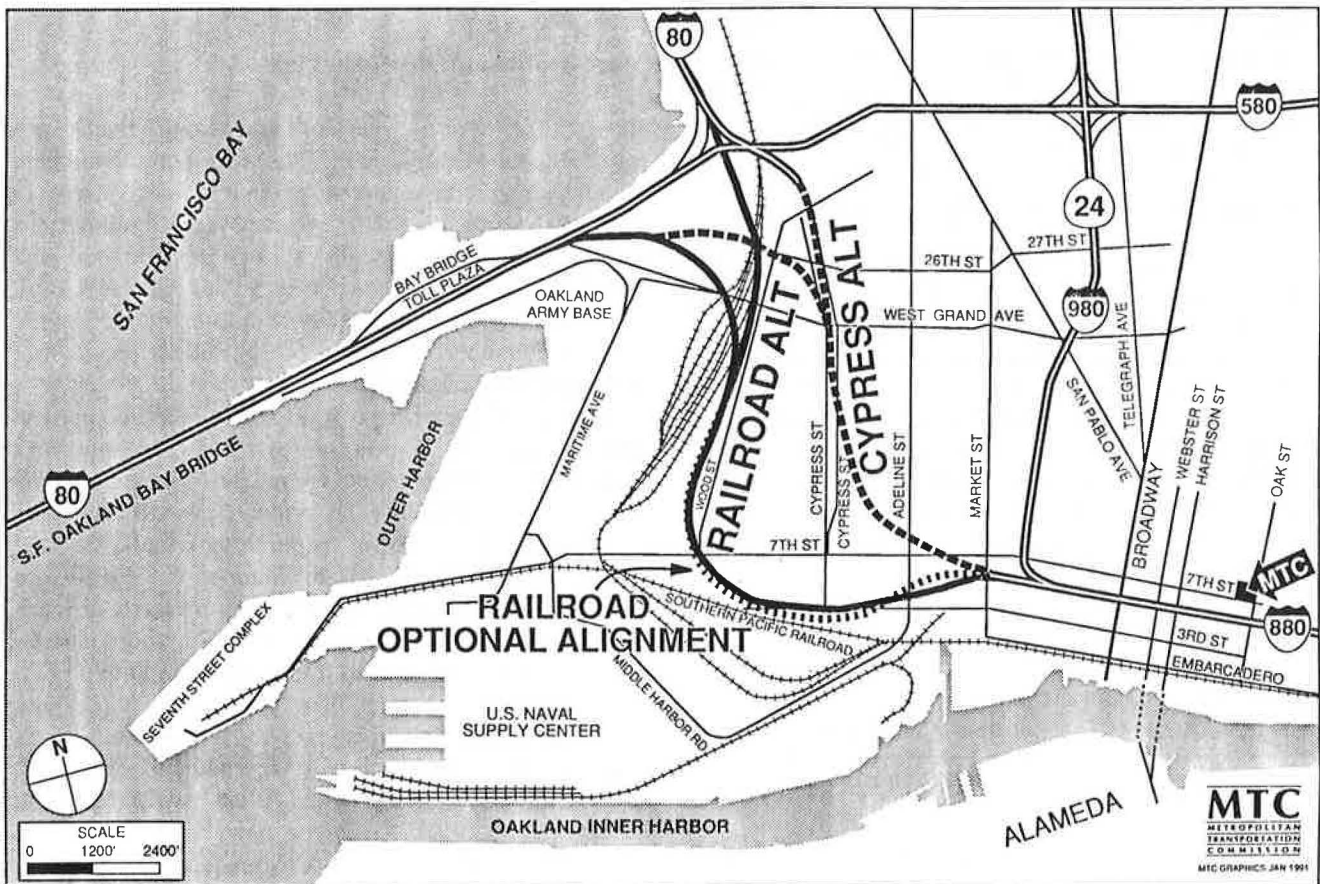 80
580
SAN FRANCISCO BAY
24
27TH ST
26TH ST
BAY BRIDGE
TOLL PLAZA
OAKLAND
ARMY BASE
WEST GRAND AVE
980
RAILROAD ALT
CYPRESS ALT
TELEGRAPH AVE
SAN PABLO AVE
MARITIME AVE
WOOD ST
CYPRESS ST
CYPRESS ST
ADELINE ST
MARKET ST
BROADWAY
WEBSTER ST
HARRISON ST
OAK ST
80
S.F. OAKLAND BAY BRIDGE
OUTER HARBOR
7TH ST
7TH ST
MTC
880
RAILROAD
OPTIONAL ALIGNMENT
SOUTHERN PACIFIC RAILROAD
3RD ST
EMBARCADERO
SEVENTH STREET COMPLEX
MIDDLE HARBOR RD
U.S. NAVAL
SUPPLY CENTER
N
SCALE
0 1200' 2400'
OAKLAND INNER HARBOR
ALAMEDA
MTC
METROPOLITAN
TRANSPORTATION
COMMISSION
MTC GRAPHICS JAN 1991